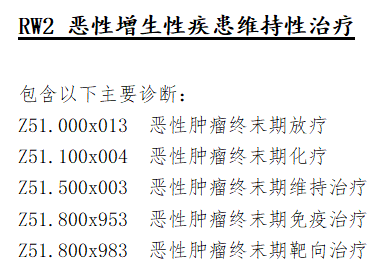 RW2 恶性增生性疾患维持性治疗
包含以下主要诊断：
Z51.000x013 恶性肿瘤终末期放疗
Z51.100x004 恶性肿瘤终末期化疗
Z51.500x003 恶性肿瘤终末期维持治疗
Z51.800x953 恶性肿瘤终末期免疫治疗
Z51.800x983 恶性肿瘤终末期靶向治疗